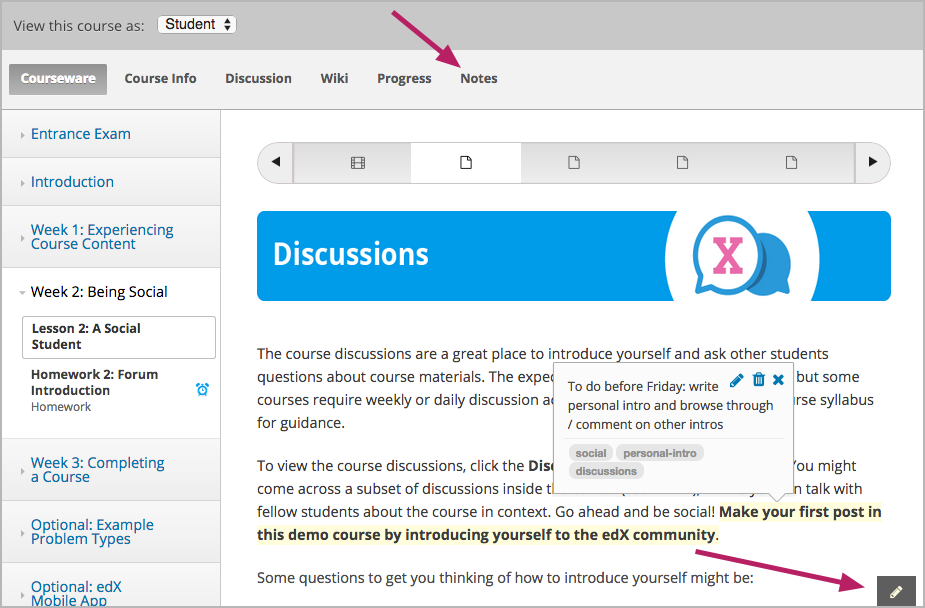 View this course as: Student
Courseware Course Info Discussion Wiki Progress Notes
Entrance Exam
Introduction
Week 1: Experiencing
Course Content
Week 2: Being Social
Lesson 2: A Social
Student
Homework 2: Forum
Introduction
Homework
Week 3: Completing
a Course
Optional: Example
Problem Types
Optional: edX
Mobile App
Discussions
X
The course discussions are a great place to introduce yourself and ask other students
questions about course materials. The expec but some
courses require weekly or daily discussion ac rse syllabus
for guidance.
To do before Friday: write
personal intro and browse through
/ comment on other intros
social personal-intro
discussions
To view the course discussions, click the Disc You might
come across a subset of discussions inside th n talk with
fellow students about the course in context. Go ahead and be social! Make your first post in
this demo course by introducing yourself to the edX community.
Some questions to get you thinking of how to introduce yourself might be: